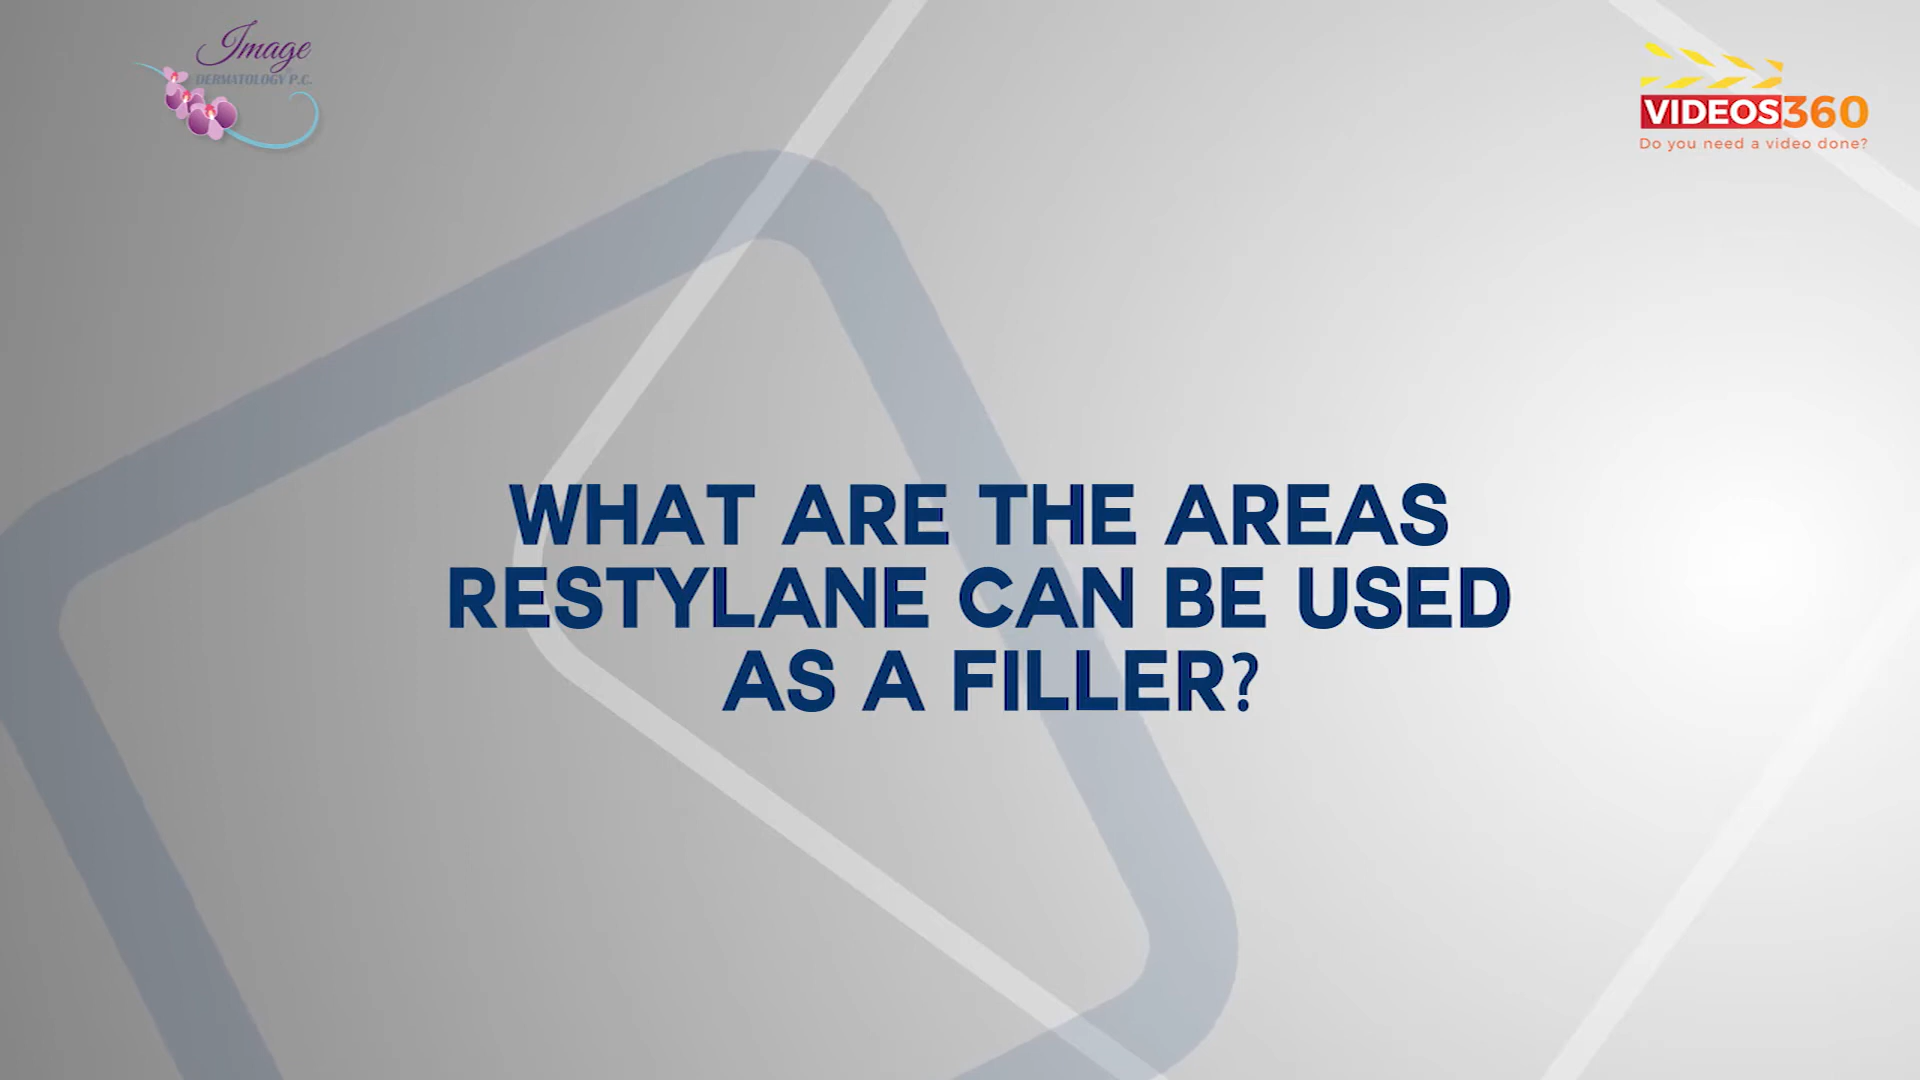 Image
DERMATOLOGY P.C.
VIDEOS360
Do you need a video done?
WHAT ARE THE AREAS
RESTYLANE CAN BE USED
AS A FILLER?